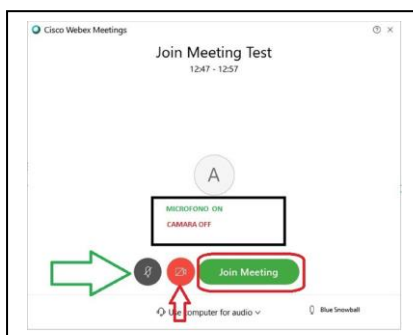 Cisco Webex Meetings
Join Meeting Test
12:47 - 12:57
A
MICROFONO ON
CAMARA OFF
Join Meeting
Use computer for audio
Blue Snowball